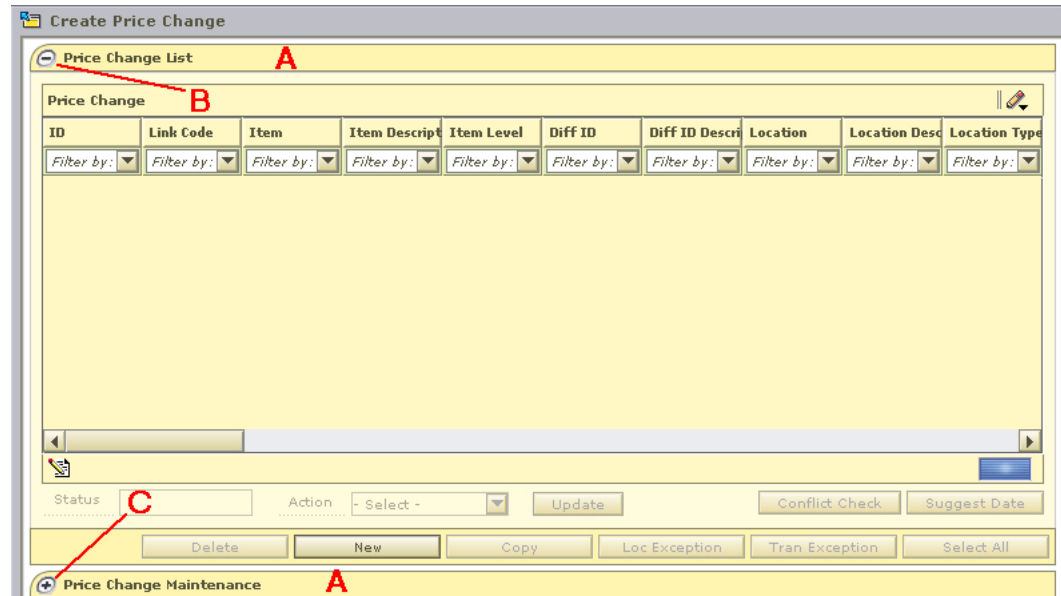 Create Price Change
Price Change List A
B
Price Change
ID Link Code Item Item Descript Item Level Diff ID Diff ID Descri Location Location Desc Location Type
Filter by: Filter by: Filter by: Filter by: Filter by: Filter by: Filter by: Filter by: Filter by: Filter by:
Status C Action - Select - Update Conflict Check Suggest Date
Delete New Copy Loc Exception Tran Exception Select All
Price Change Maintenance A